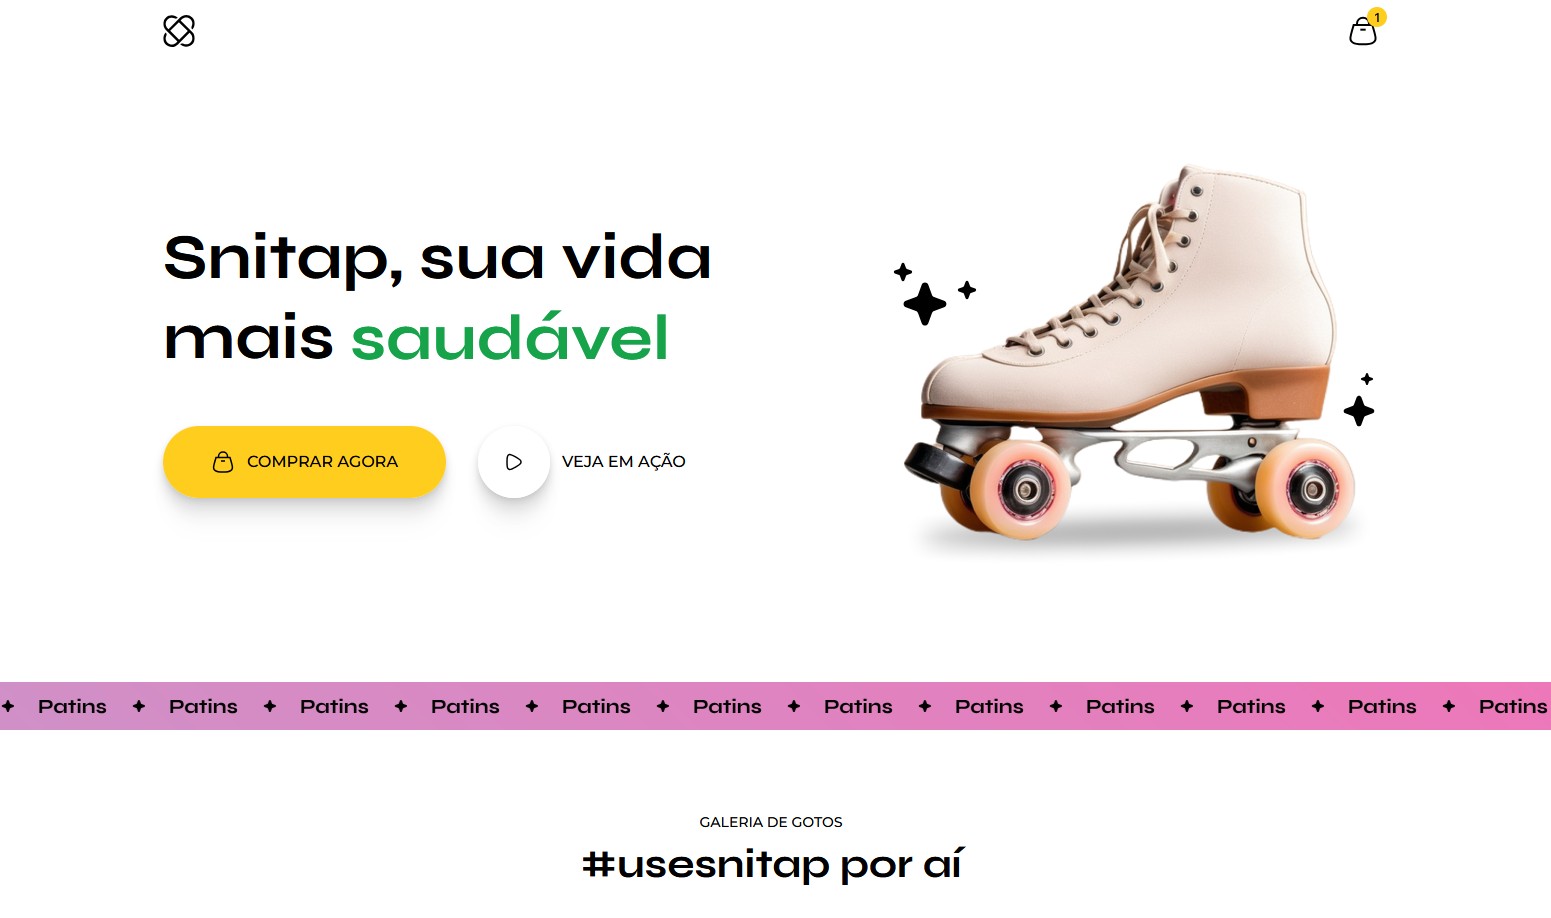 1
Snitap, sua vida
mais saudável
COMPRAR AGORA
VEJA EM AÇÃO
Patins Patins Patins Patins Patins Patins Patins Patins Patins Patins Patins Patins
GALERIA DE GOTOS
#usesnitap por aí